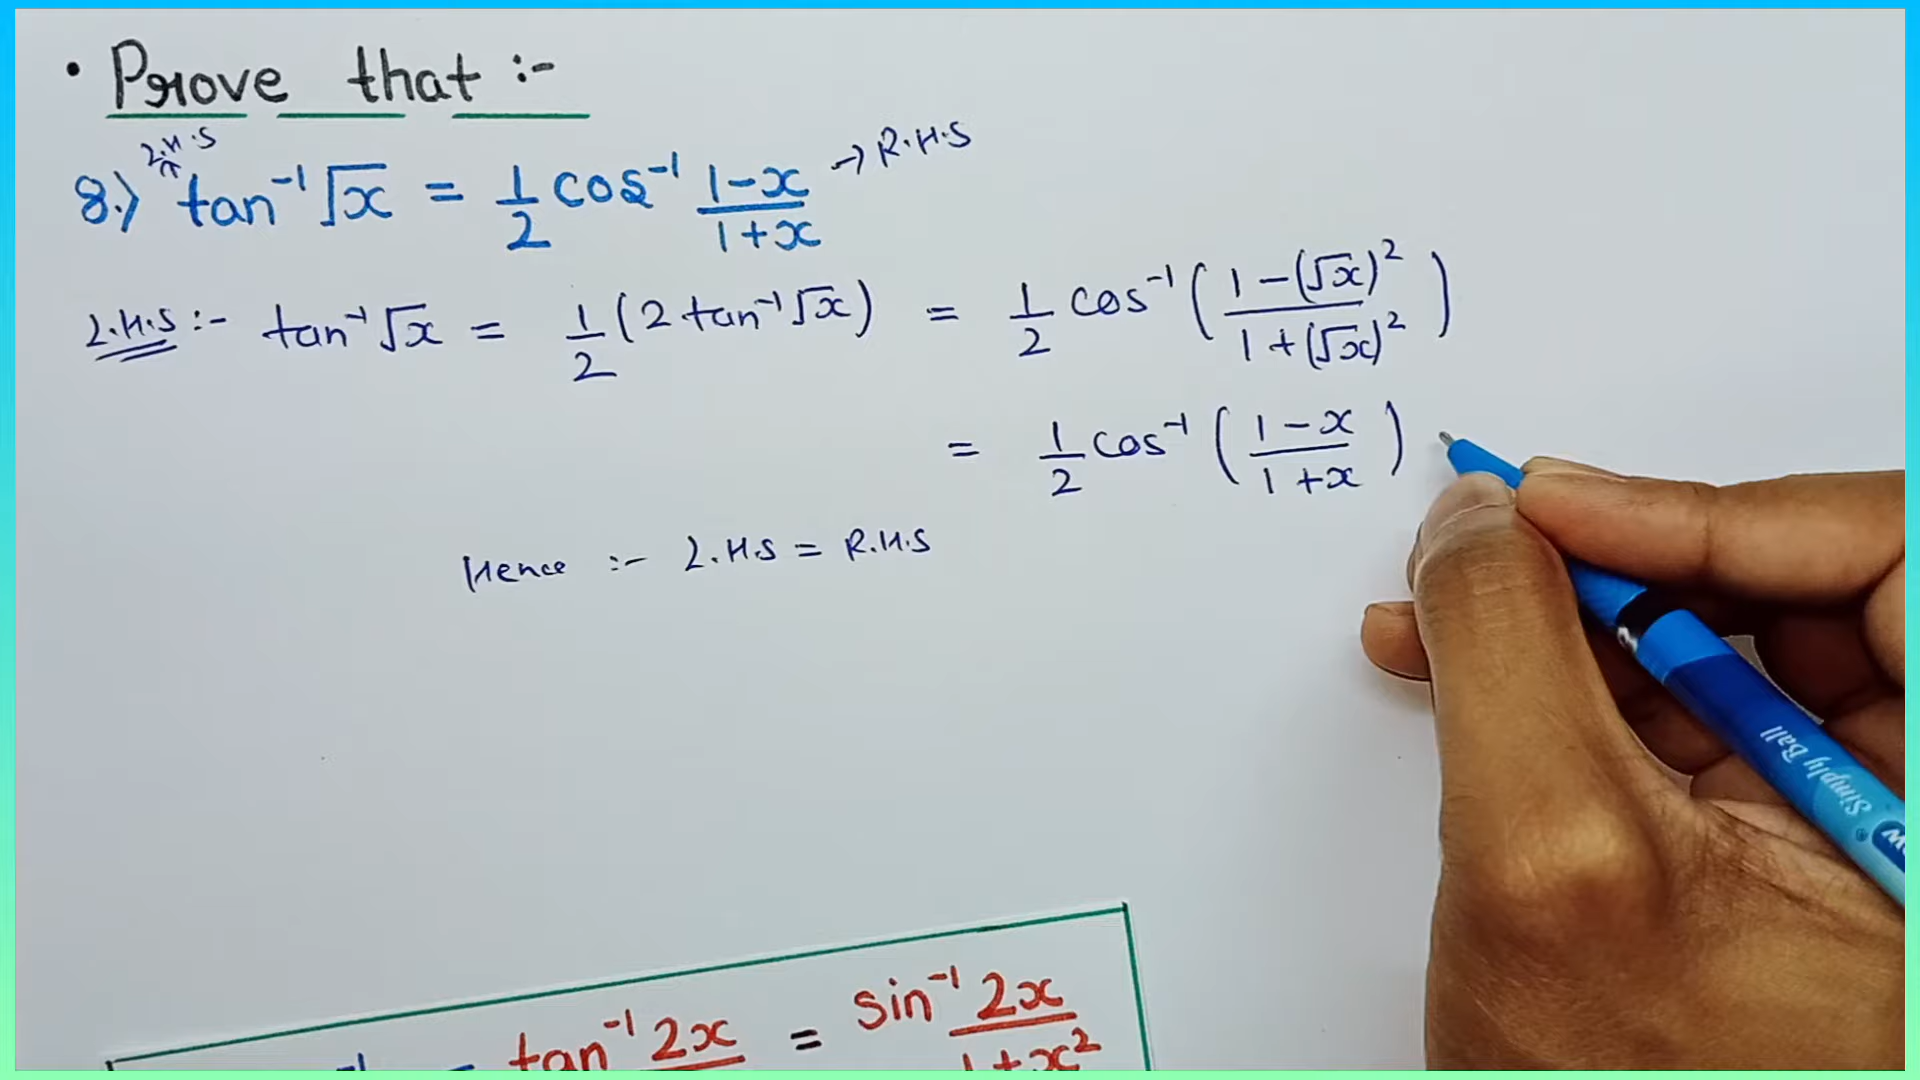 • Prove that :-
L.H.S
8.) tan⁻¹ √x = 1/2 cos⁻¹ (1-x)/(1+x) → R.H.S
L.H.S :- tan⁻¹ √x = 1/2 (2 tan⁻¹ √x) = 1/2 cos⁻¹ ((1-(√x)²)/(1+(√x)²))
= 1/2 cos⁻¹ ((1-x)/(1+x))
Hence :- L.H.S = R.H.S
tan⁻¹ 2x = sin⁻¹ 2x/(1+x²)
Simply Ball